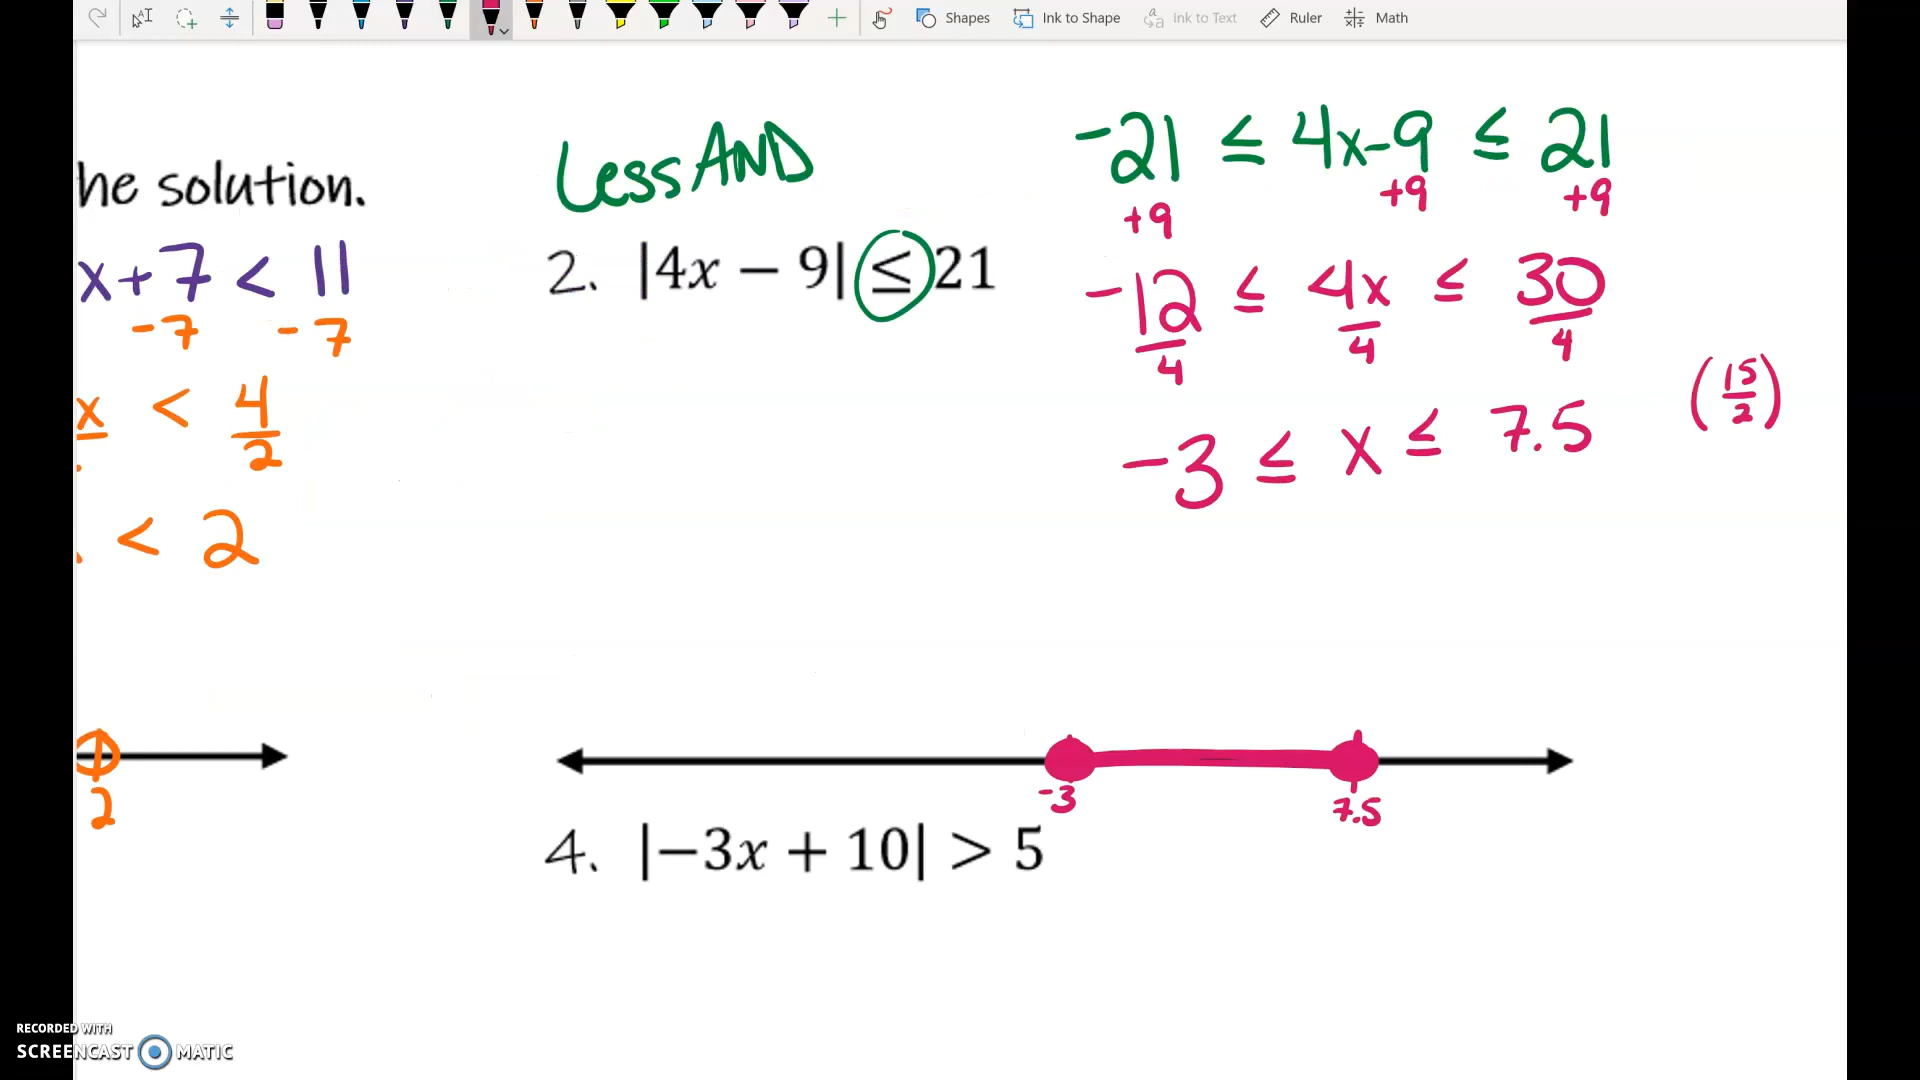 Shapes Ink to Shape Ink to Text Ruler Math
he solution.
x + 7 < 11
-7 -7
x < 4/2
< 2
2
Less AND
2. |4x − 9| ≤ 21
-21 ≤ 4x-9 ≤ 21
+9 +9 +9
-12/4 ≤ 4x/4 ≤ 30/4
(15/2)
-3 ≤ x ≤ 7.5
-3 7.5
4. |−3x + 10| > 5
RECORDED WITH
SCREENCAST MATIC